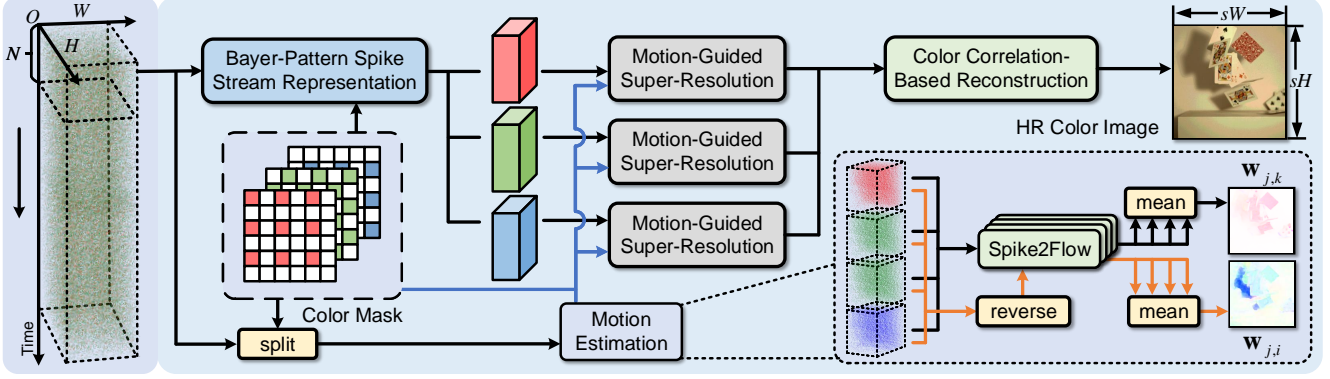 O
W
H
N
Time
Bayer-Pattern Spike
Stream Representation
Color Mask
split
Motion-Guided
Super-Resolution
Motion-Guided
Super-Resolution
Motion-Guided
Super-Resolution
Motion
Estimation
Color Correlation-
Based Reconstruction
sW
sH
HR Color Image
Spike2Flow
reverse
mean
mean
w j,k
w j,i